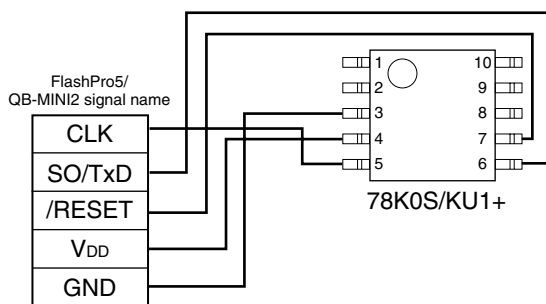 FlashPro5/
QB-MINI2 signal name
CLK
SO/TxD
/RESET
VDD
GND
1
2
3
4
5
10
9
8
7
6
78K0S/KU1+